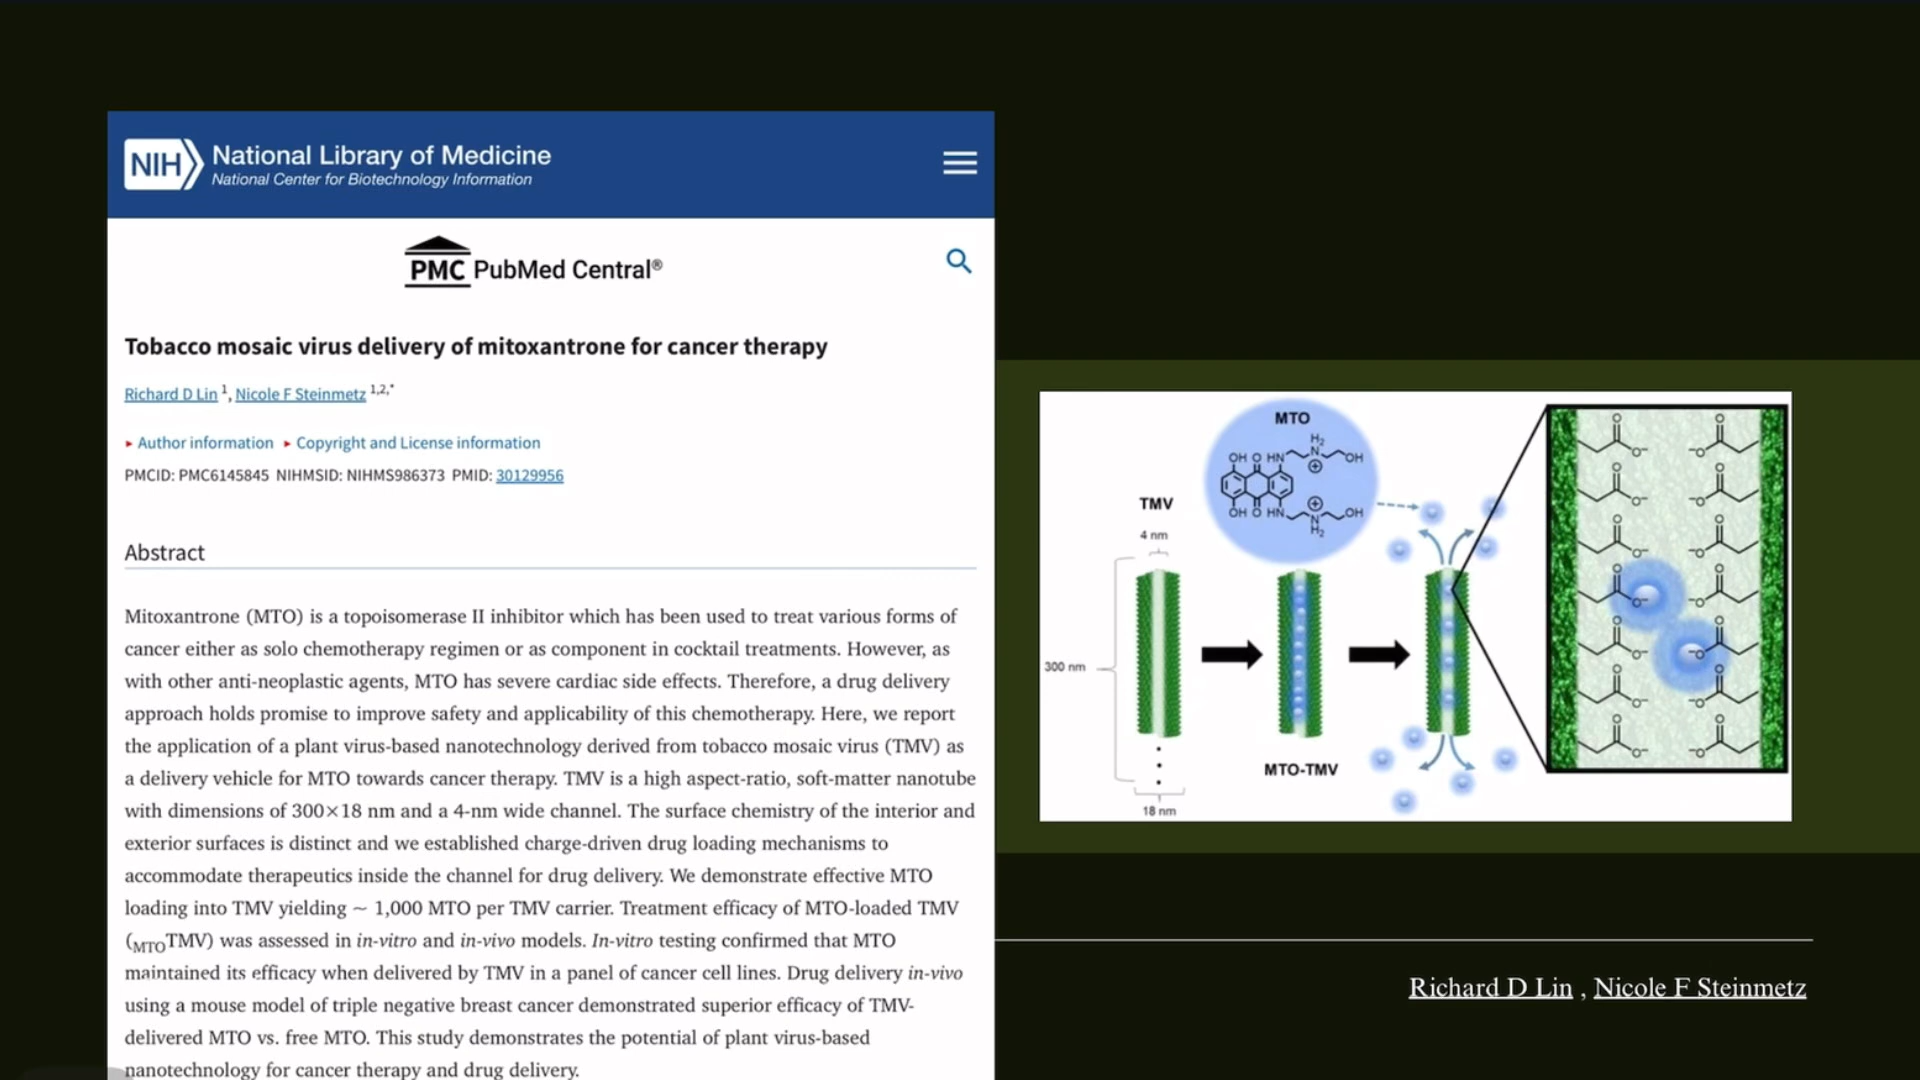 NIH National Library of Medicine
National Center for Biotechnology Information
PMC PubMed Central®
Tobacco mosaic virus delivery of mitoxantrone for cancer therapy
Richard D Lin 1, Nicole F Steinmetz 1,2,*
▸ Author information ▸ Copyright and License information
PMCID: PMC6145845 NIHMSID: NIHMS986373 PMID: 30129956
Abstract
Mitoxantrone (MTO) is a topoisomerase II inhibitor which has been used to treat various forms of
cancer either as solo chemotherapy regimen or as component in cocktail treatments. However, as
with other anti-neoplastic agents, MTO has severe cardiac side effects. Therefore, a drug delivery
approach holds promise to improve safety and applicability of this chemotherapy. Here, we report
the application of a plant virus-based nanotechnology derived from tobacco mosaic virus (TMV) as
a delivery vehicle for MTO towards cancer therapy. TMV is a high aspect-ratio, soft-matter nanotube
with dimensions of 300×18 nm and a 4-nm wide channel. The surface chemistry of the interior and
exterior surfaces is distinct and we established charge-driven drug loading mechanisms to
accommodate therapeutics inside the channel for drug delivery. We demonstrate effective MTO
loading into TMV yielding ~ 1,000 MTO per TMV carrier. Treatment efficacy of MTO-loaded TMV
(MTOTMV) was assessed in in-vitro and in-vivo models. In-vitro testing confirmed that MTO
maintained its efficacy when delivered by TMV in a panel of cancer cell lines. Drug delivery in-vivo
using a mouse model of triple negative breast cancer demonstrated superior efficacy of TMV-
delivered MTO vs. free MTO. This study demonstrates the potential of plant virus-based
nanotechnology for cancer therapy and drug delivery.
MTO
H2
OH O HN N OH
OH O HN N OH
H2
TMV
4 nm
300 nm
18 nm
MTO-TMV
O O
O- -O
O O
O- -O
O O
O- -O
O O
O- -O
O O
O- -O
O O
O- -O
O O
O- -O
Richard D Lin , Nicole F Steinmetz